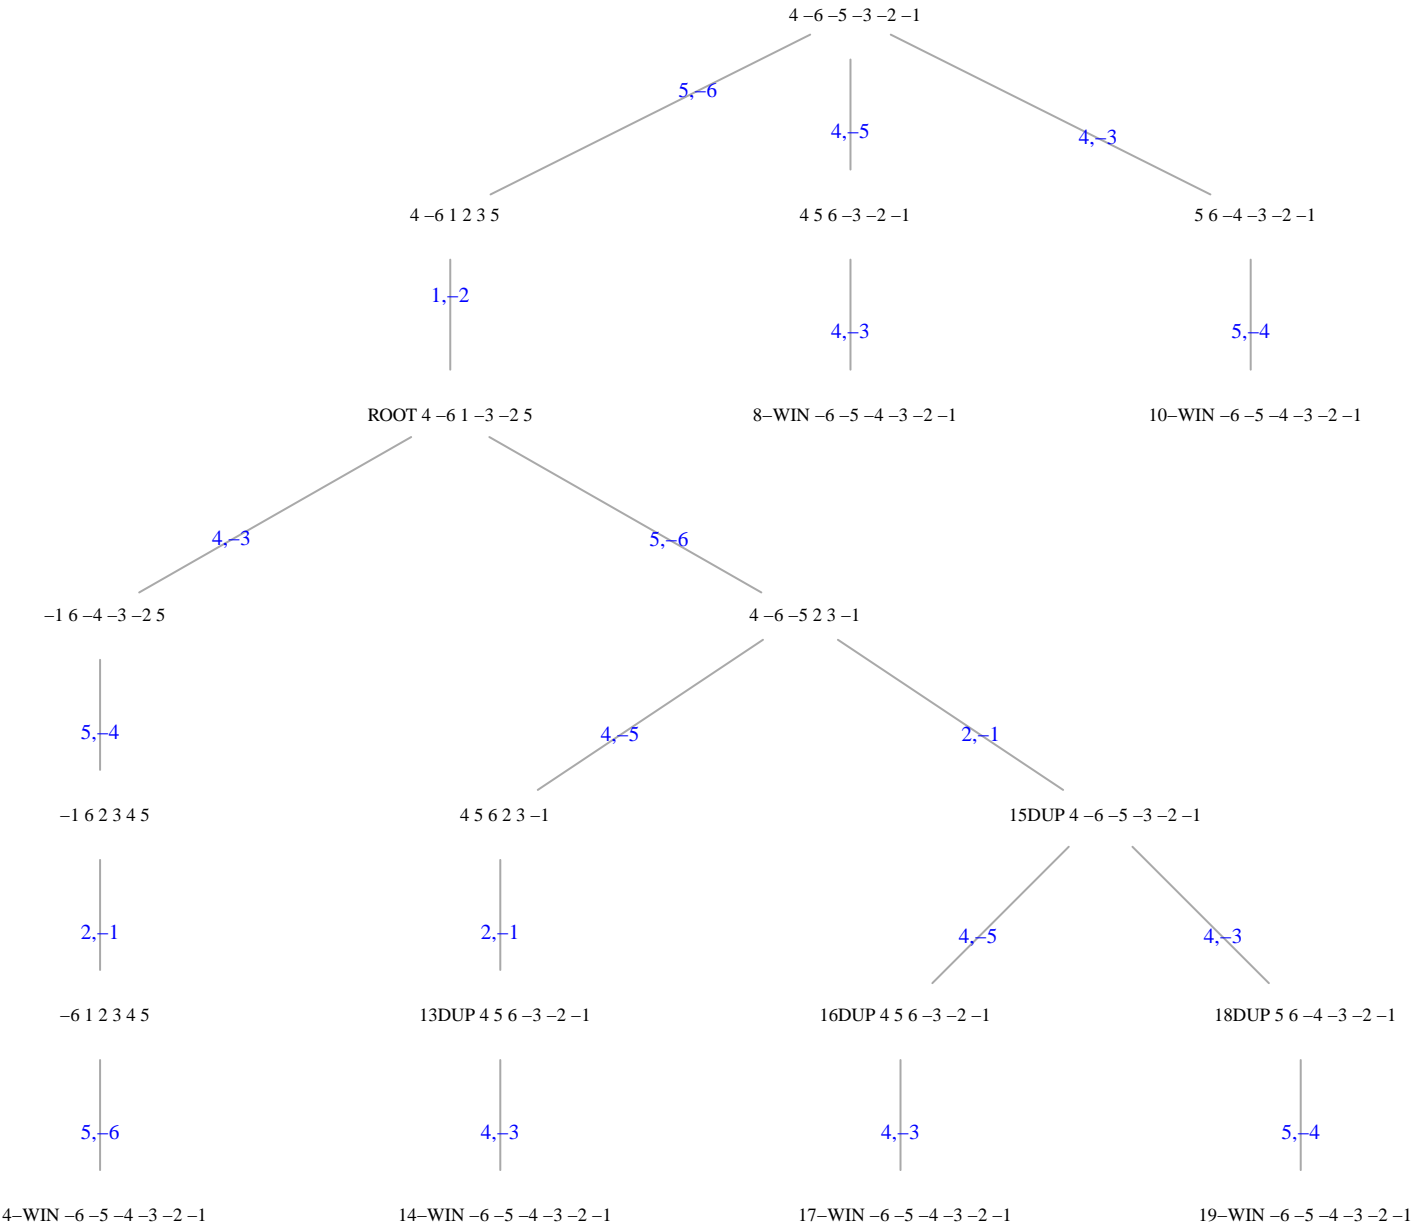 4 –6 –5 –3 –2 –1
5,–6
4,–5
4,–3
4 –6 1 2 3 5
4 5 6 –3 –2 –1
5 6 –4 –3 –2 –1
1,–2
4,–3
5,–4
ROOT 4 –6 1 –3 –2 5
8–WIN –6 –5 –4 –3 –2 –1
10–WIN –6 –5 –4 –3 –2 –1
4,–3
5,–6
–1 6 –4 –3 –2 5
4 –6 –5 2 3 –1
5,–4
4,–5
2,–1
–1 6 2 3 4 5
4 5 6 2 3 –1
15DUP 4 –6 –5 –3 –2 –1
2,–1
2,–1
4,–5
4,–3
–6 1 2 3 4 5
13DUP 4 5 6 –3 –2 –1
16DUP 4 5 6 –3 –2 –1
18DUP 5 6 –4 –3 –2 –1
5,–6
4,–3
4,–3
5,–4
4–WIN –6 –5 –4 –3 –2 –1
14–WIN –6 –5 –4 –3 –2 –1
17–WIN –6 –5 –4 –3 –2 –1
19–WIN –6 –5 –4 –3 –2 –1